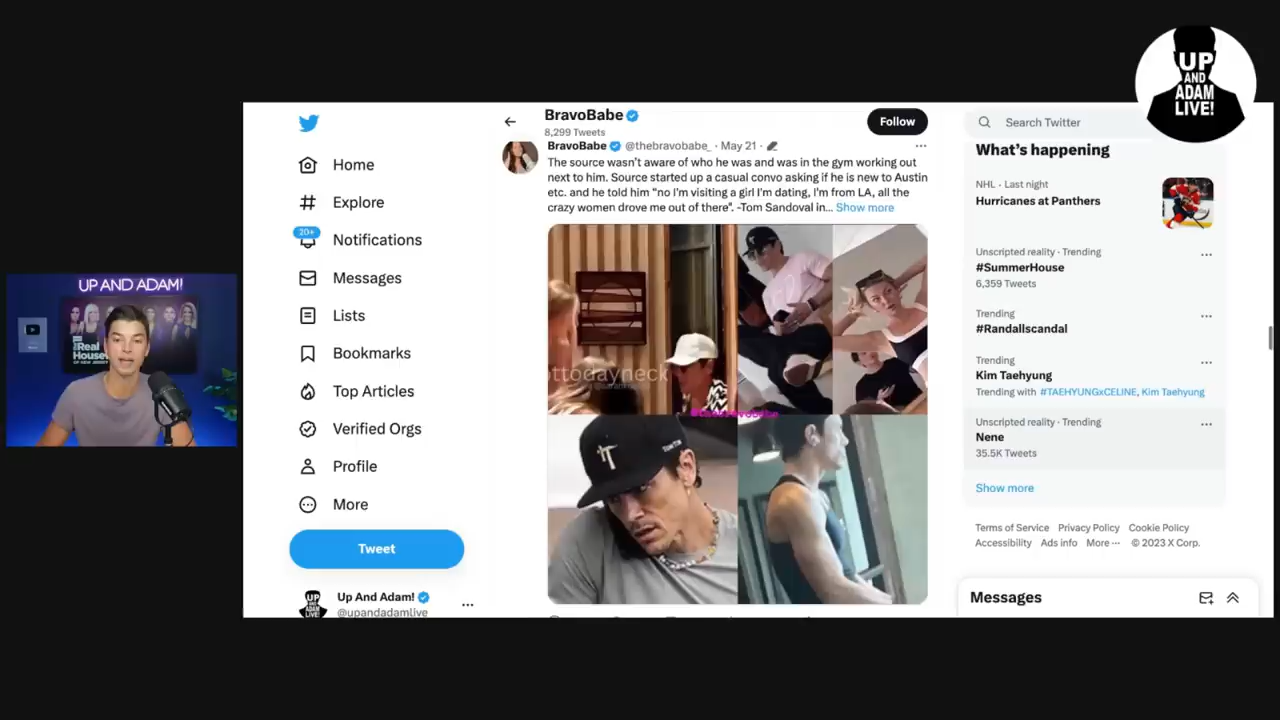 UP
AND
ADAM
LIVE!
UP AND ADAM!
Real
House
Home
Explore
20+
Notifications
Messages
Lists
Bookmarks
Top Articles
Verified Orgs
Profile
More
Tweet
Up And Adam!
@upandadamlive
UP
AND
ADAM
BravoBabe
8,299 Tweets
Follow
BravoBabe @thebravobabe_ · May 21 ·
The source wasn’t aware of who he was and was in the gym working out
next to him. Source started up a casual convo asking if he is new to Austin
etc. and he told him “no I’m visiting a girl I’m dating, I’m from LA, all the
crazy women drove me out of there”. -Tom Sandoval in... Show more
ottodayneck
Search Twitter
What’s happening
NHL · Last night
Hurricanes at Panthers
Unscripted reality · Trending
#SummerHouse
6,359 Tweets
Trending
#Randallscandal
Trending
Kim Taehyung
Trending with #TAEHYUNGxCELINE, Kim Taehyung
Unscripted reality · Trending
Nene
35.5K Tweets
Show more
Terms of Service Privacy Policy Cookie Policy
Accessibility Ads info More ··· © 2023 X Corp.
Messages